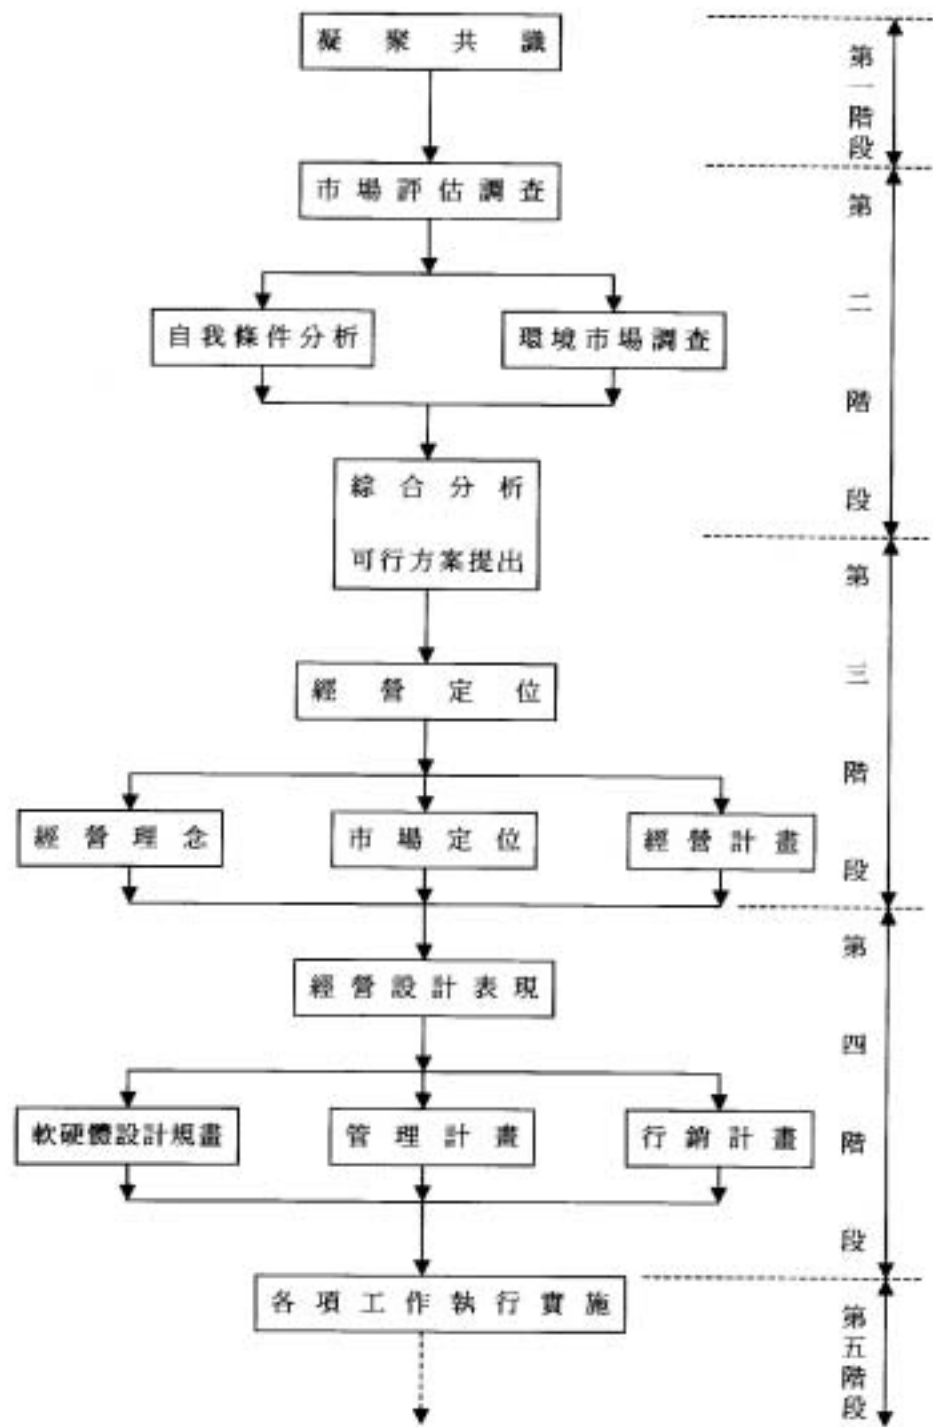 凝聚共識
第一階段
市場評估調查
第二階段
自我條件分析
環境市場調查
綜合分析
可行方案提出
第三階段
經營定位
經營理念
市場定位
經營計畫
第四階段
經營設計表現
軟硬體設計規畫
管理計畫
行銷計畫
各項工作執行實施
第五階段